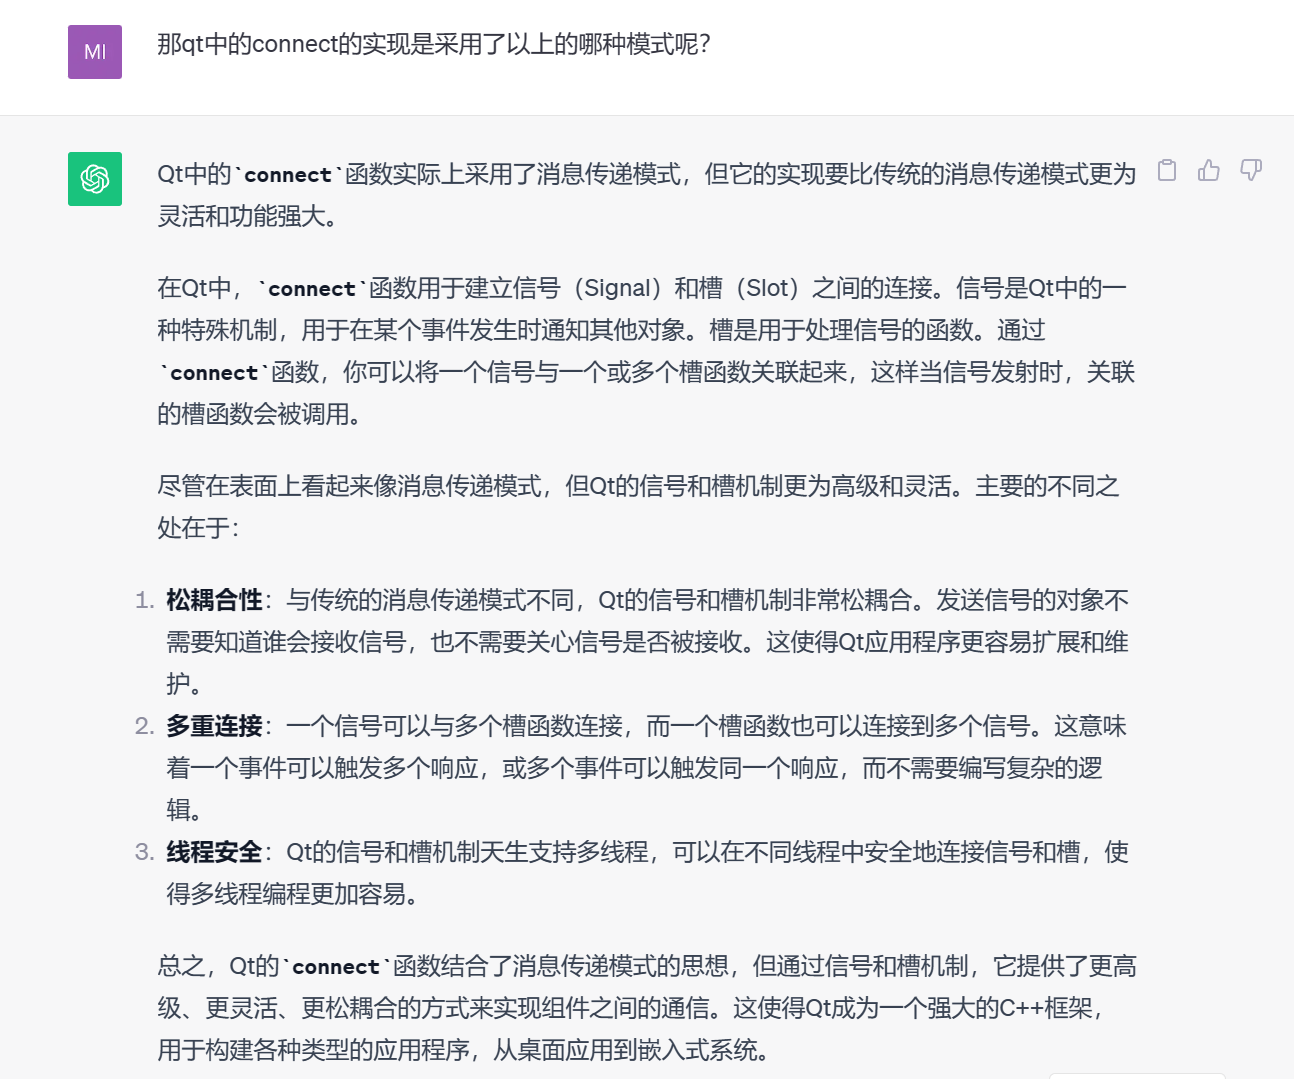 MI
那qt中的connect的实现是采用了以上的哪种模式呢?
Qt中的`connect`函数实际上采用了消息传递模式，但它的实现要比传统的消息传递模式更为
灵活和功能强大。
在Qt中，`connect`函数用于建立信号（Signal）和槽（Slot）之间的连接。信号是Qt中的一
种特殊机制，用于在某个事件发生时通知其他对象。槽是用于处理信号的函数。通过
`connect`函数，你可以将一个信号与一个或多个槽函数关联起来，这样当信号发射时，关联
的槽函数会被调用。
尽管在表面上看起来像消息传递模式，但Qt的信号和槽机制更为高级和灵活。主要的不同之
处在于：
1. 松耦合性：与传统的消息传递模式不同，Qt的信号和槽机制非常松耦合。发送信号的对象不
需要知道谁会接收信号，也不需要关心信号是否被接收。这使得Qt应用程序更容易扩展和维
护。
2. 多重连接：一个信号可以与多个槽函数连接，而一个槽函数也可以连接到多个信号。这意味
着一个事件可以触发多个响应，或多个事件可以触发同一个响应，而不需要编写复杂的逻
辑。
3. 线程安全：Qt的信号和槽机制天生支持多线程，可以在不同线程中安全地连接信号和槽，使
得多线程编程更加容易。
总之，Qt的`connect`函数结合了消息传递模式的思想，但通过信号和槽机制，它提供了更高
级、更灵活、更松耦合的方式来实现组件之间的通信。这使得Qt成为一个强大的C++框架，
用于构建各种类型的应用程序，从桌面应用到嵌入式系统。